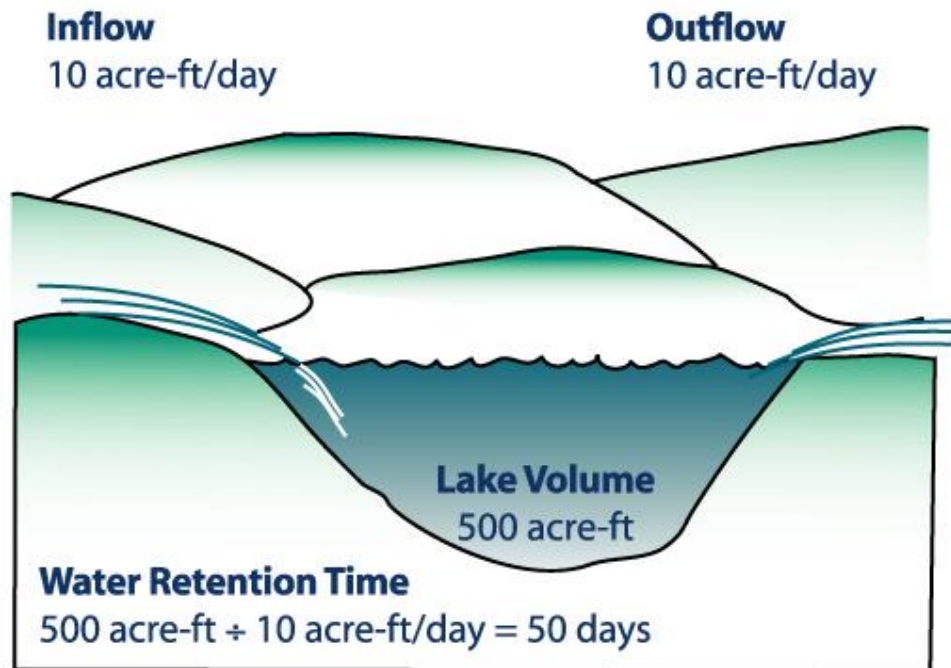 Inflow
10 acre-ft/day
Outflow
10 acre-ft/day
Lake Volume
500 acre-ft
Water Retention Time
500 acre-ft ÷ 10 acre-ft/day = 50 days